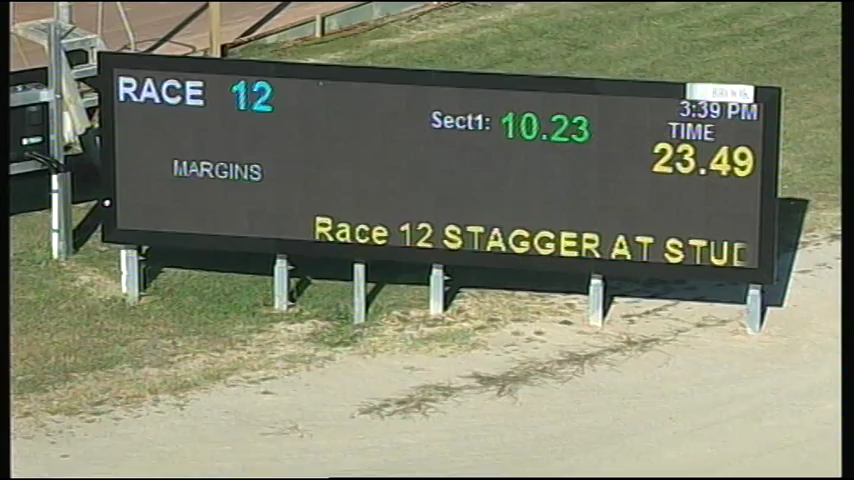 RACE 12
3:39 PM
Sect1: 10.23
TIME
23.49
MARGINS
Race 12 STAGGER AT STUD